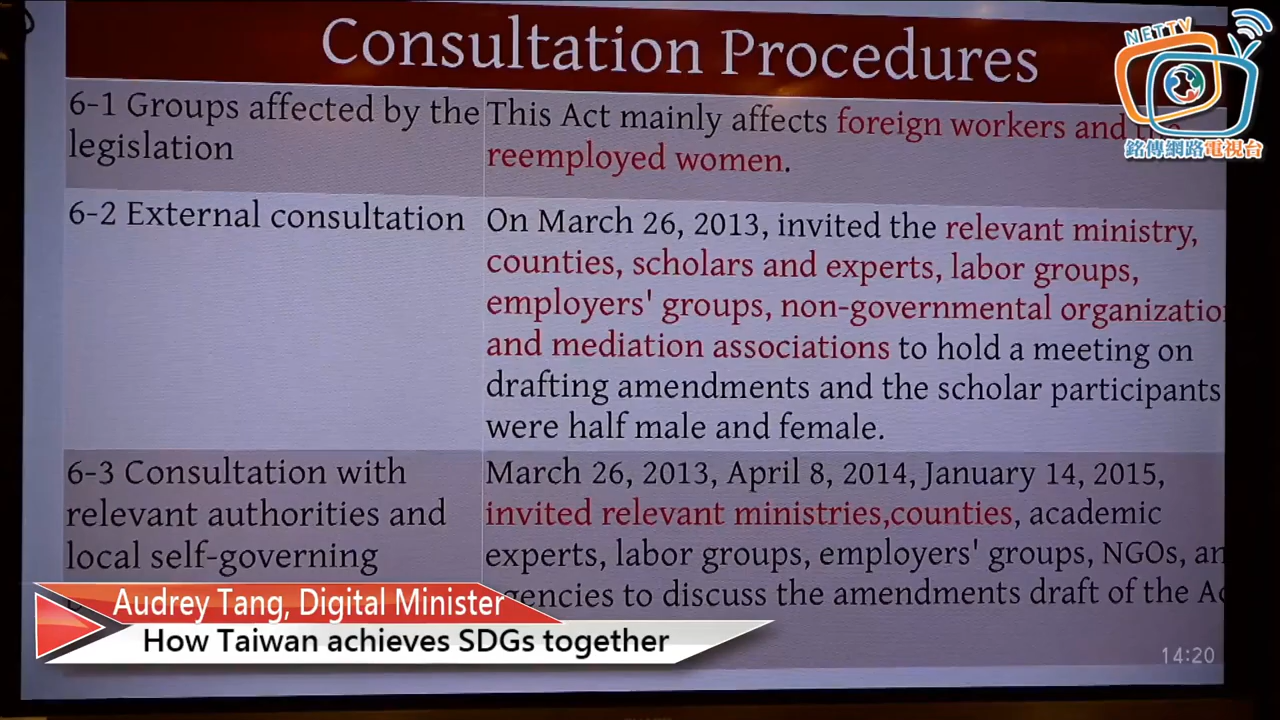 Consultation Procedures
6-1 Groups affected by the
legislation
This Act mainly affects foreign workers and
reemployed women.
6-2 External consultation
On March 26, 2013, invited the relevant ministry,
counties, scholars and experts, labor groups,
employers' groups, non-governmental organizatio
and mediation associations to hold a meeting on
drafting amendments and the scholar participants
were half male and female.
6-3 Consultation with
relevant authorities and
local self-governing
March 26, 2013, April 8, 2014, January 14, 2015,
invited relevant ministries,counties, academic
experts, labor groups, employers' groups, NGOs, an
to discuss the amendments draft of the Ac
NETTV
銘傳網路電視台
Audrey Tang, Digital Minister
How Taiwan achieves SDGs together
14:20